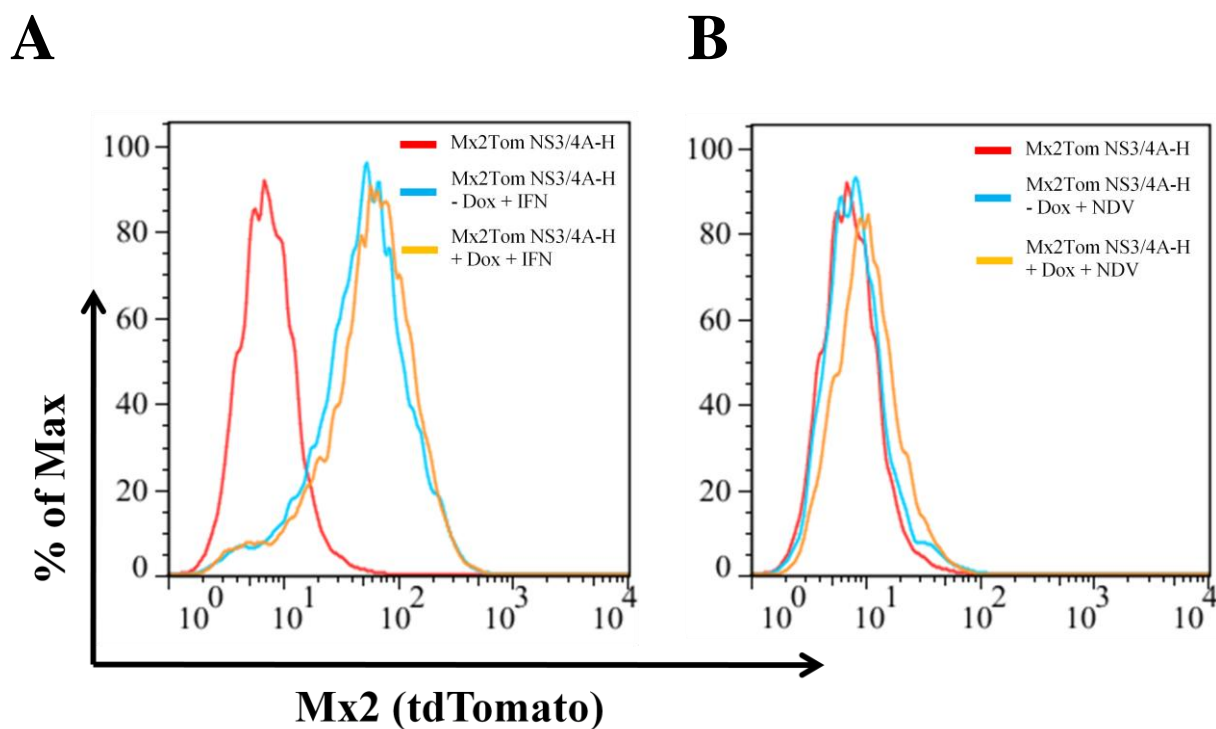 A
B
% of Max
100
80
60
40
20
0
10^0
10^1
10^2
10^3
10^4
Mx2Tom NS3/4A-H
Mx2Tom NS3/4A-H
- Dox + IFN
Mx2Tom NS3/4A-H
+ Dox + IFN
100
80
60
40
20
0
10^0
10^1
10^2
10^3
10^4
Mx2Tom NS3/4A-H
Mx2Tom NS3/4A-H
- Dox + NDV
Mx2Tom NS3/4A-H
+ Dox + NDV
Mx2 (tdTomato)